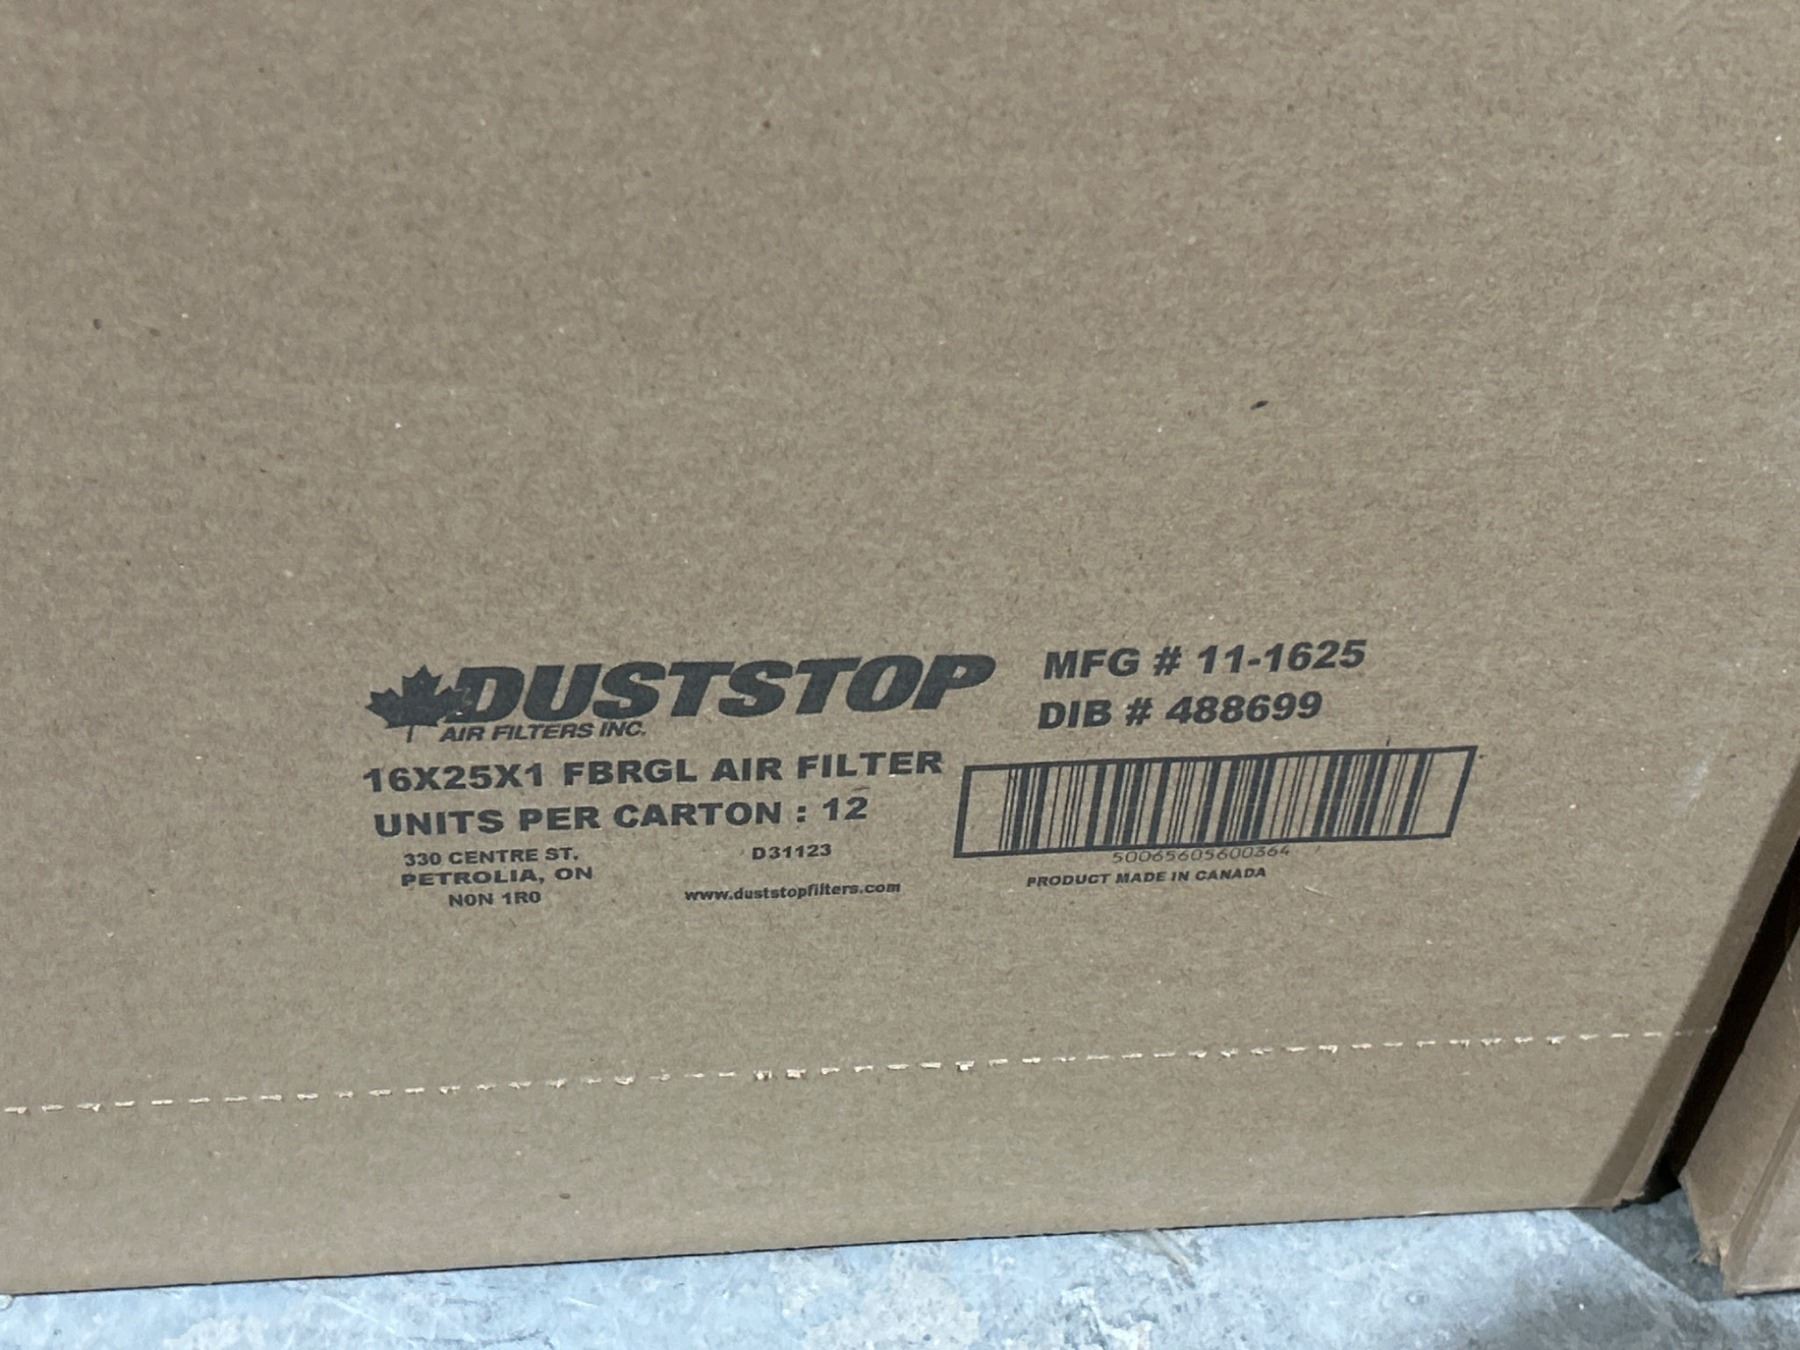 DUSTSTOP
AIR FILTERS INC.
MFG # 11-1625
DIB # 488699
16X25X1 FBRGL AIR FILTER
UNITS PER CARTON : 12
330 CENTRE ST.
PETROLIA, ON
N0N 1R0
D31123
www.duststopfilters.com
50065605600364
PRODUCT MADE IN CANADA